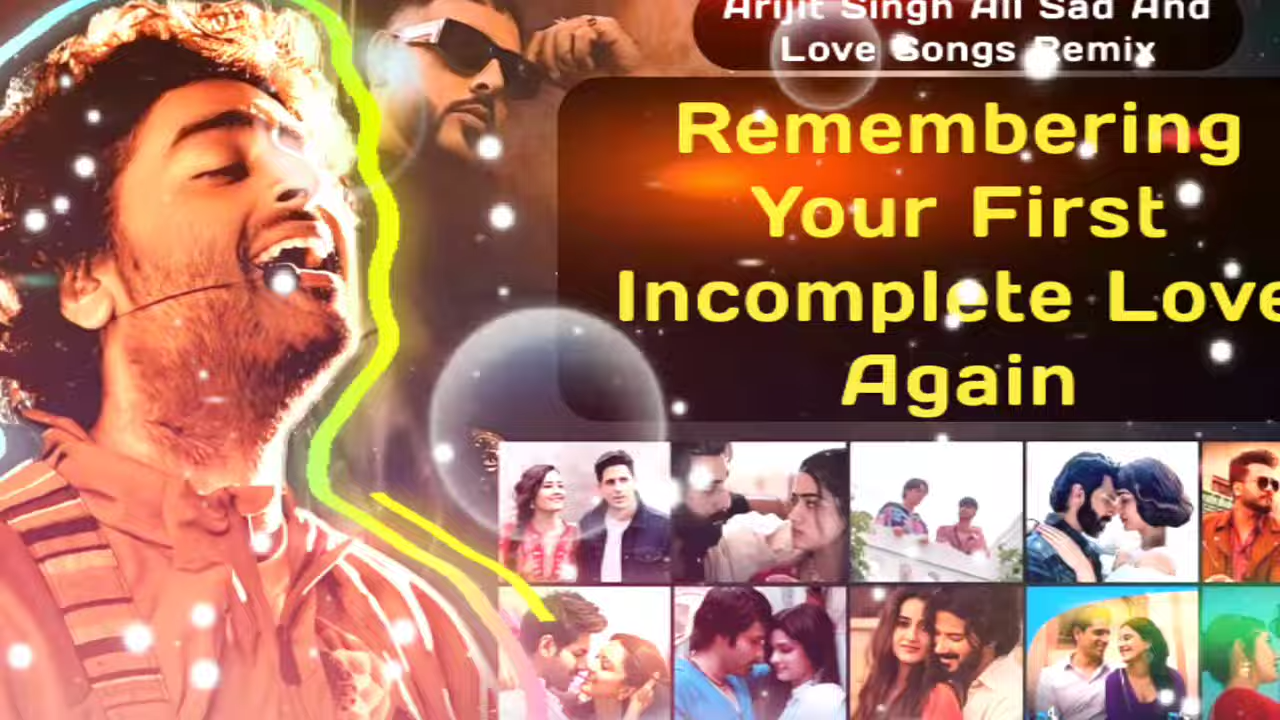 Arijit Singh All Sad And
Love Songs Remix
Remembering
Your First
Incomplete Love
Again